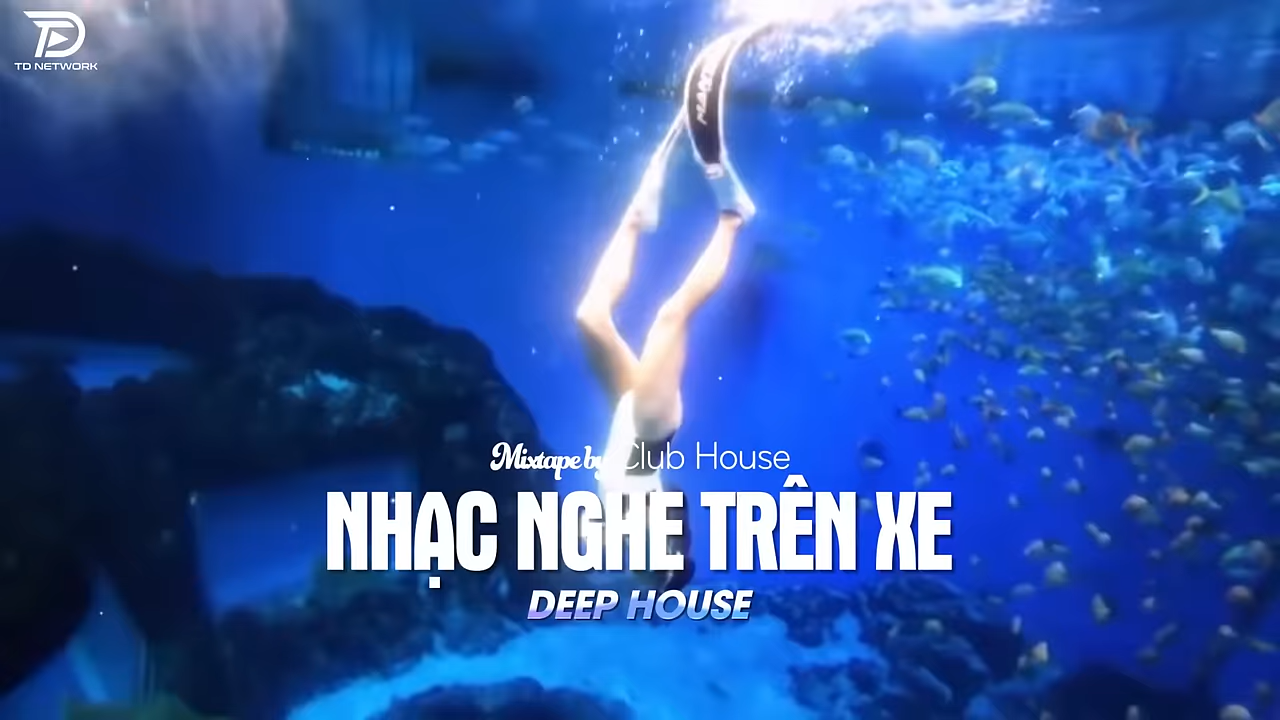 TD NETWORK
Mixtape by Club House
NHẠC NGHE TRÊN XE
DEEP HOUSE